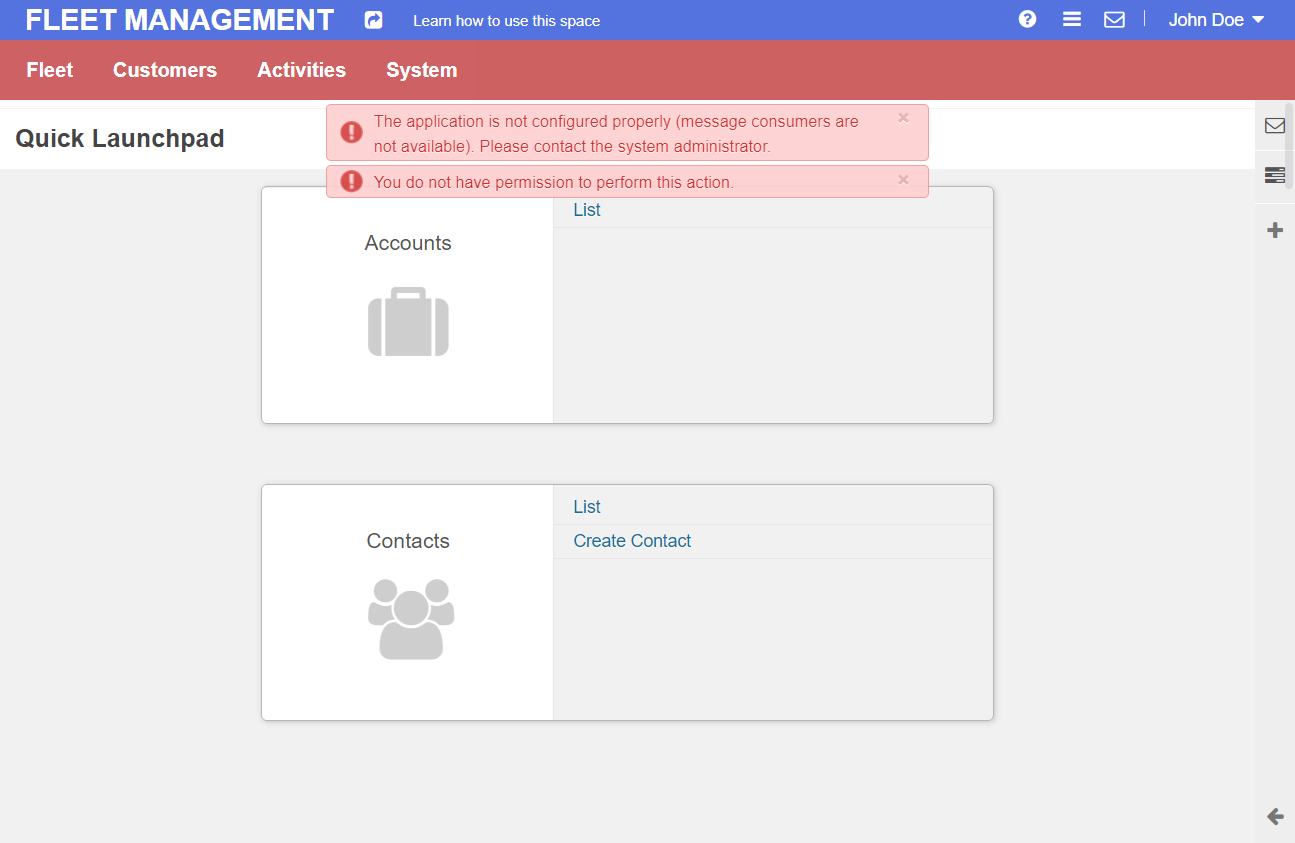 FLEET MANAGEMENT
Learn how to use this space
John Doe
Fleet
Customers
Activities
System
Quick Launchpad
The application is not configured properly (message consumers are
not available). Please contact the system administrator.
You do not have permission to perform this action.
Accounts
List
Contacts
List
Create Contact